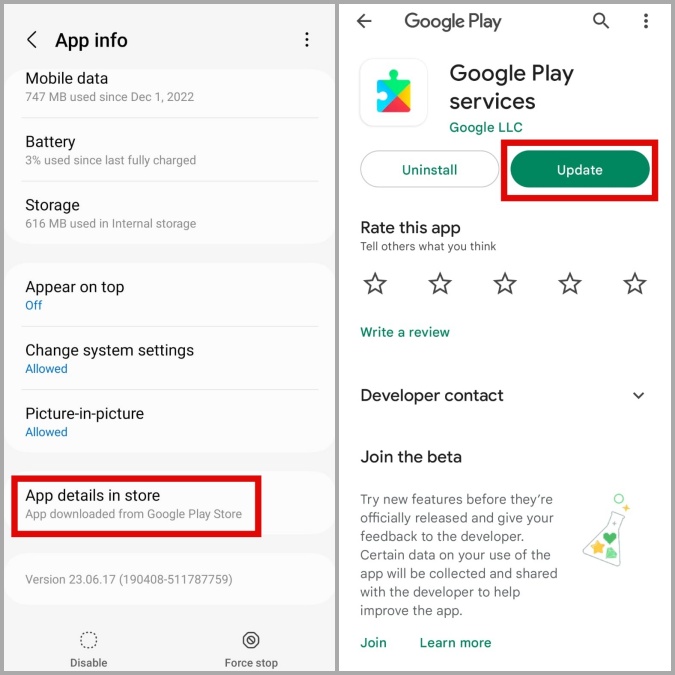 App info
Mobile data
747 MB used since Dec 1, 2022
Battery
3% used since last fully charged
Storage
616 MB used in Internal storage
Appear on top
Off
Change system settings
Allowed
Picture-in-picture
Allowed
App details in store
App downloaded from Google Play Store
Version 23.06.17 (190408-511787759)
Disable
Force stop
Google Play
Google Play
services
Google LLC
Uninstall
Update
Rate this app
Tell others what you think
Write a review
Developer contact
Join the beta
Try new features before they're
officially released and give your
feedback to the developer.
Certain data on your use of the
app will be collected and shared
with the developer to help
improve the app.
Join
Learn more